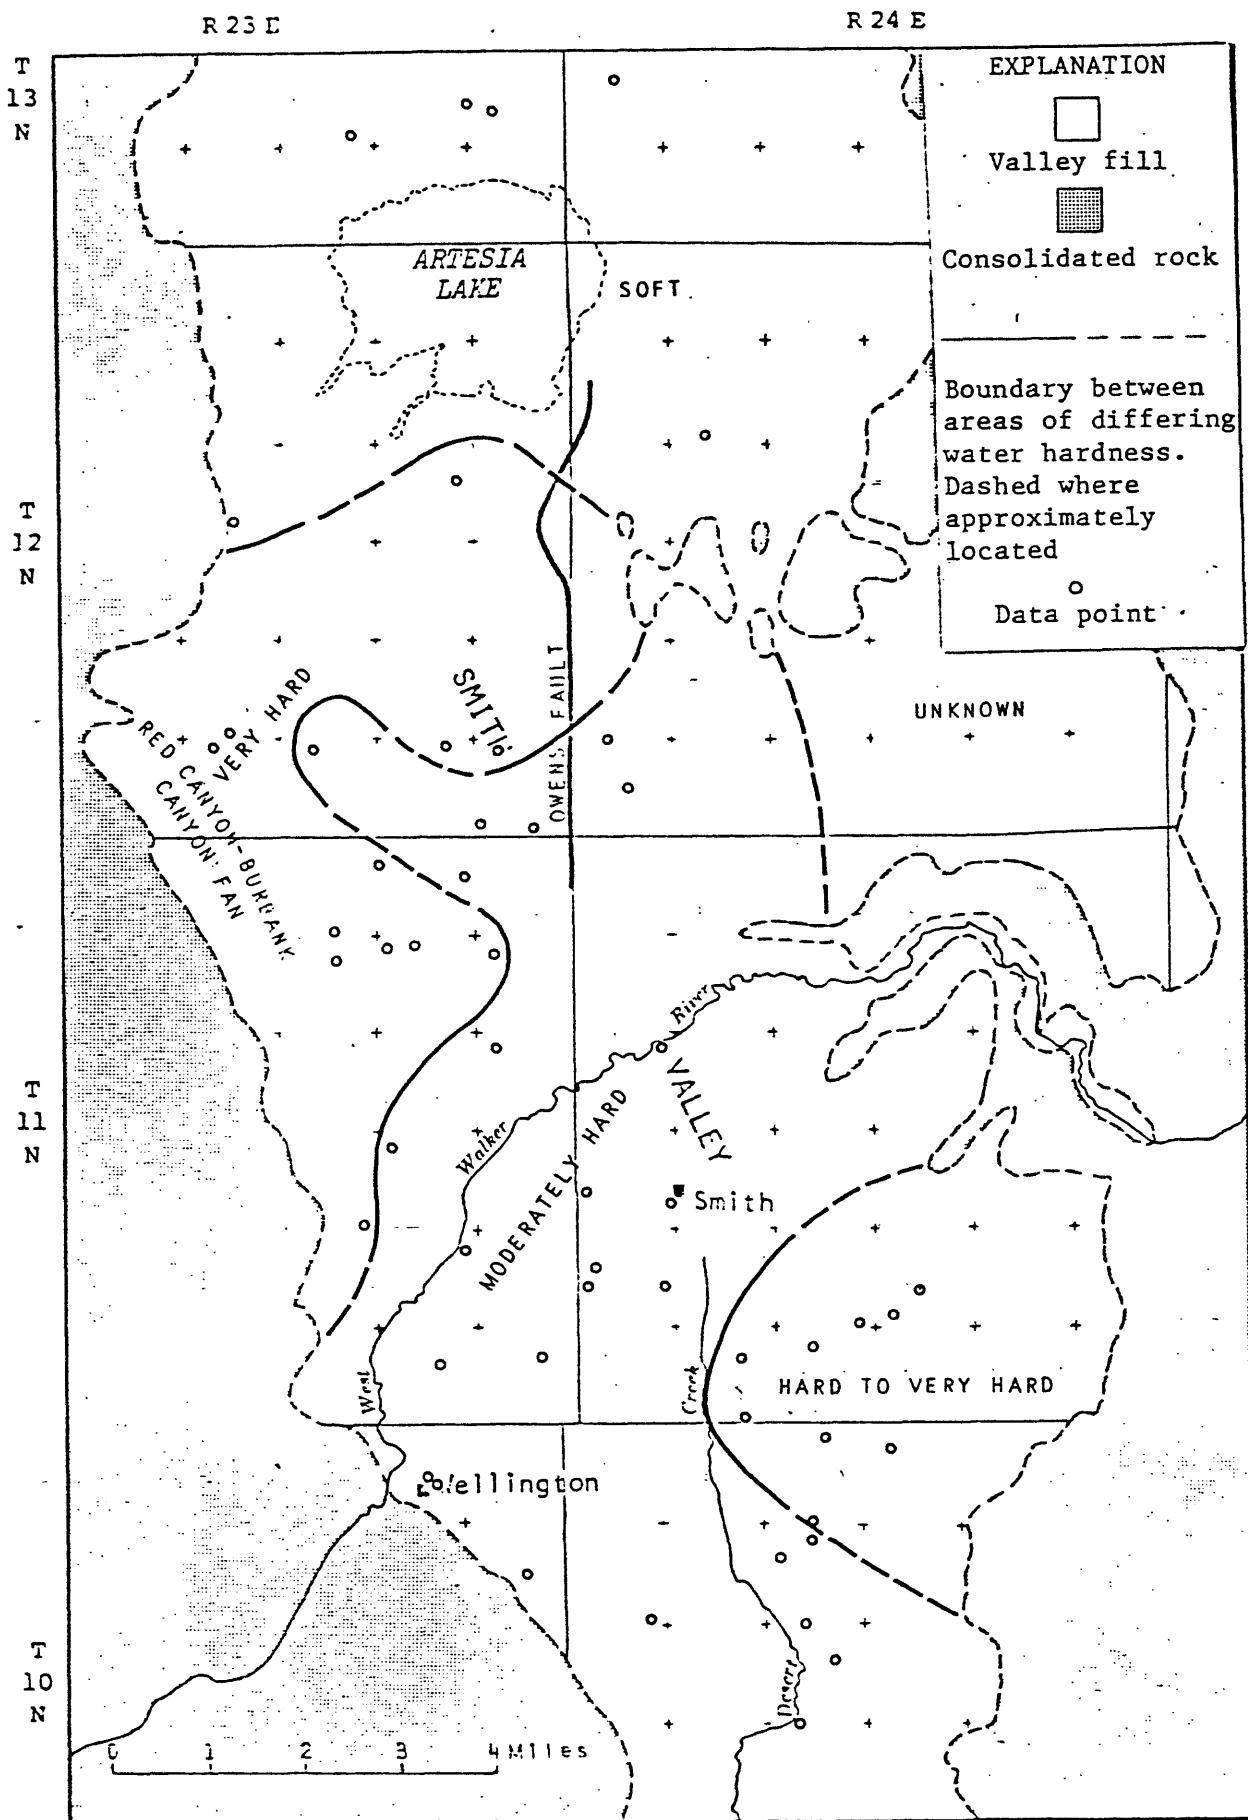 R 23 E
R 24 E
T
13
N
EXPLANATION
Valley fill
Consolidated rock
Boundary between
areas of differing
water hardness.
Dashed where
approximately
located
Data point
ARTESIA
LAKE
SOFT
T
12
N
VERY HARD
SMITH
OWENS FAULT
UNKNOWN
RED CANYON-BURBANK
CANYON FAN
River
VALLEY
T
11
N
Walker
MODERATELY HARD
Smith
West
Creek
HARD TO VERY HARD
Wellington
T
10
N
Desert
0 1 2 3 4 Miles